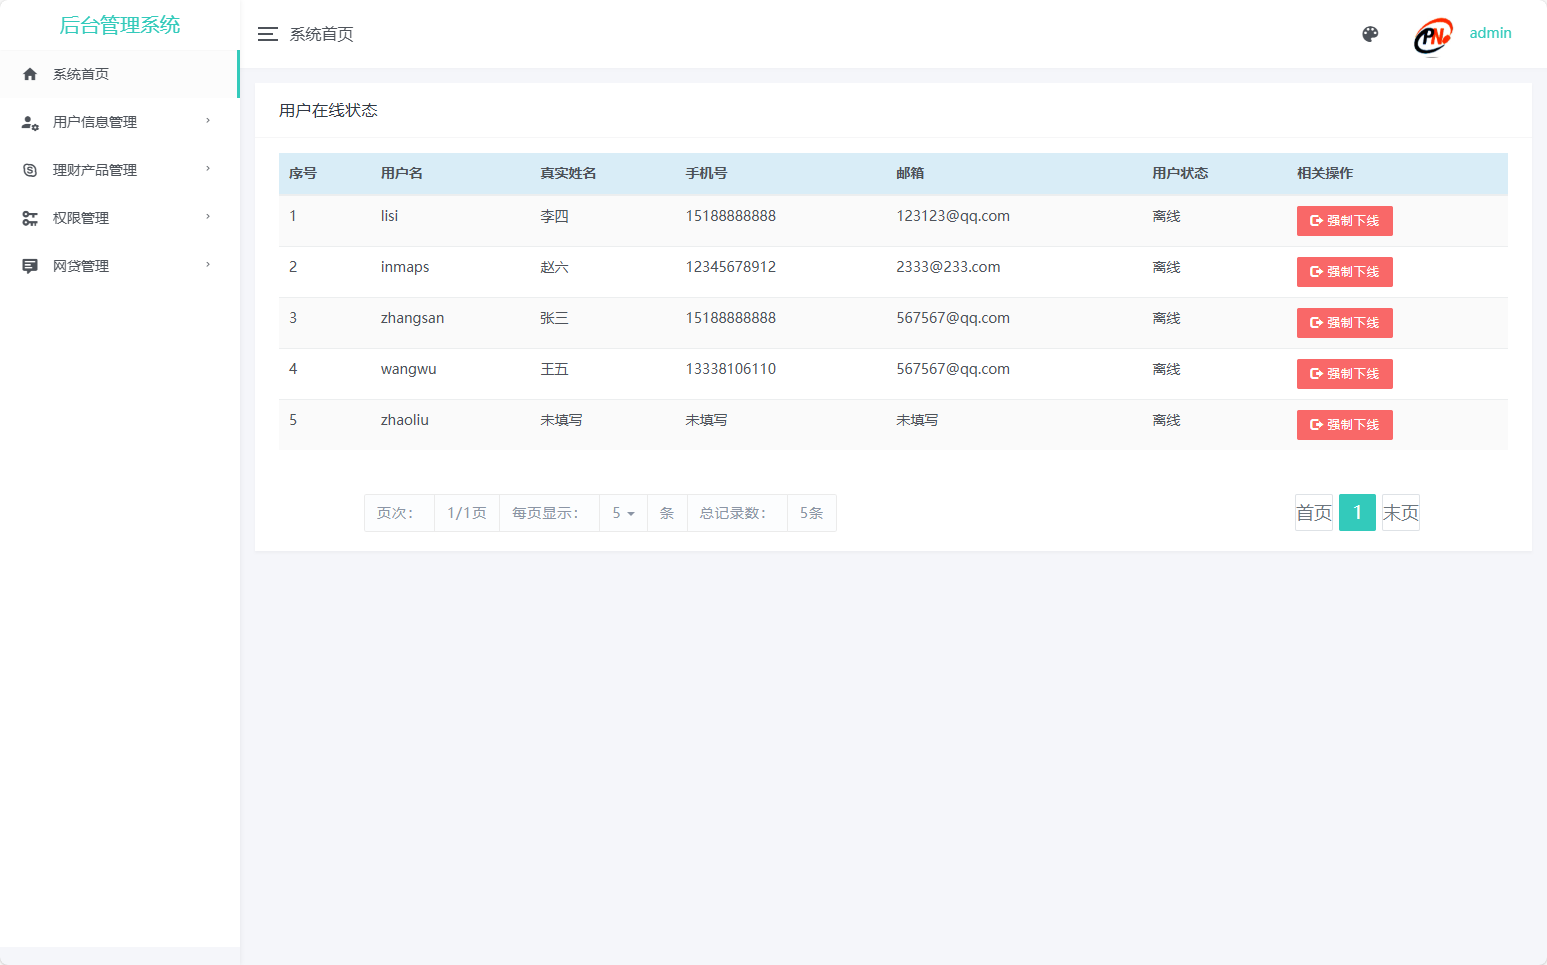 后台管理系统
系统首页
用户信息管理
理财产品管理
权限管理
网贷管理
系统首页
PN
admin
用户在线状态
序号 用户名 真实姓名 手机号 邮箱 用户状态 相关操作
1 lisi 李四 15188888888 123123@qq.com 离线 强制下线
2 inmaps 赵六 12345678912 2333@233.com 离线 强制下线
3 zhangsan 张三 15188888888 567567@qq.com 离线 强制下线
4 wangwu 王五 13338106110 567567@qq.com 离线 强制下线
5 zhaoliu 未填写 未填写 未填写 离线 强制下线
页次： 1/1页 每页显示： 5 条 总记录数： 5条 首页 1 末页